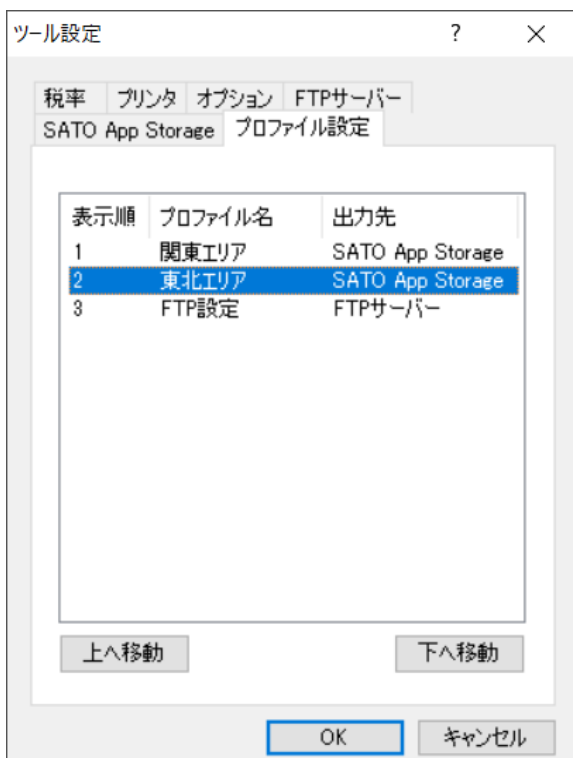 ツール設定 ? ×
税率 プリンタ オプション FTPサーバー
SATO App Storage プロファイル設定
表示順 プロファイル名 出力先
1 関東エリア SATO App Storage
2 東北エリア SATO App Storage
3 FTP設定 FTPサーバー
上へ移動 下へ移動
OK キャンセル